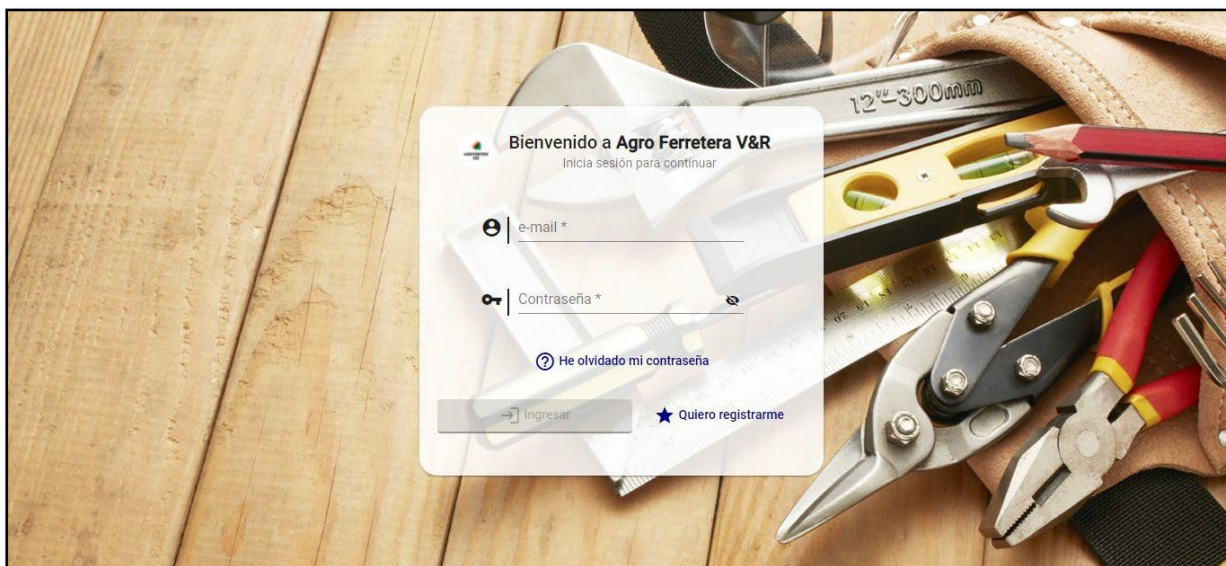 12"-300mm
Bienvenido a Agro Ferretera V&R
Inicia sesión para continuar
e-mail *
Contraseña *
He olvidado mi contraseña
Ingresar
Quiero registrarme